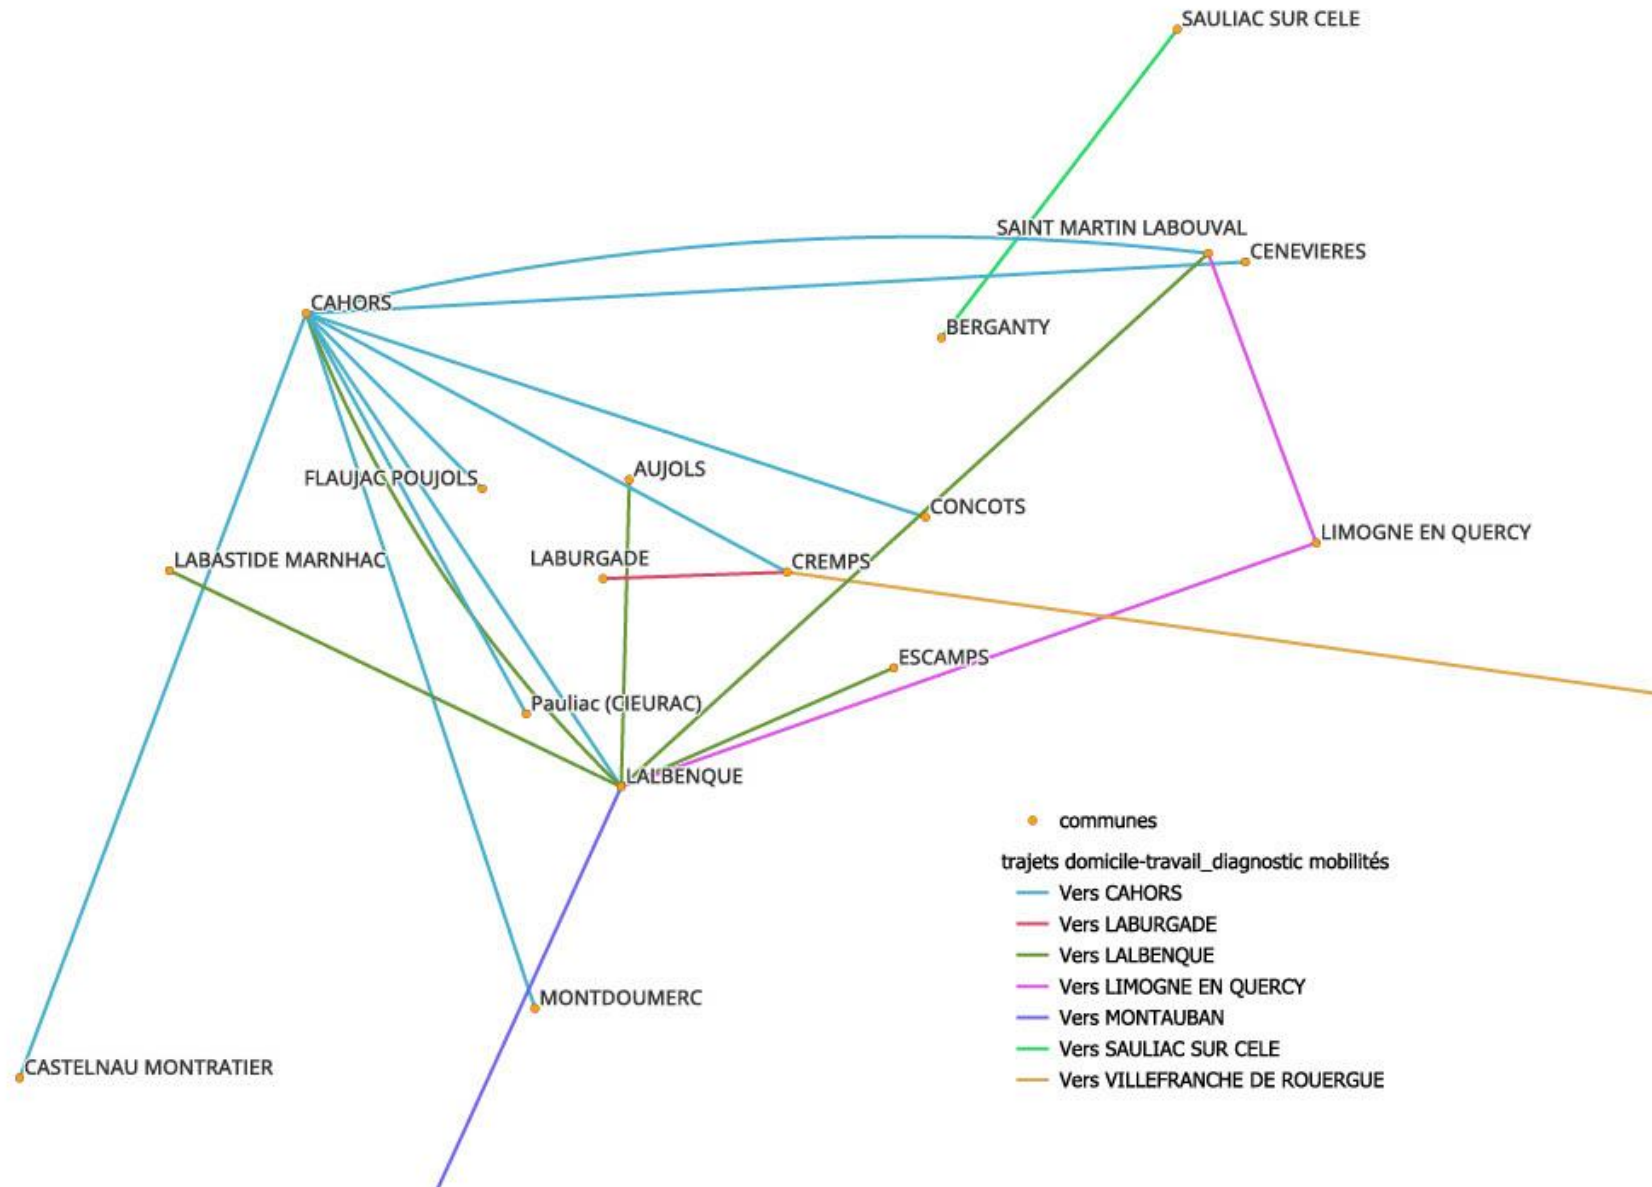 SAULIAC SUR CELE
SAINT MARTIN LABOUVAL
CENEVIERES
CAHORS
BERGANTY
FLAUJAC POUJOLS
AUJOLS
CONCOTS
LIMOGNE EN QUERCY
LABASTIDE MARNHAC
LABURGADE
CREMPS
ESCAMPS
Pauliac (CIEURAC)
LALBENQUE
communes
trajets domicile-travail_diagnostic mobilités
Vers CAHORS
Vers LABURGADE
Vers LALBENQUE
Vers LIMOGNE EN QUERCY
MONTDOUMERC
Vers MONTAUBAN
Vers SAULIAC SUR CELE
CASTELNAU MONTRATIER
Vers VILLEFRANCHE DE ROUERGUE